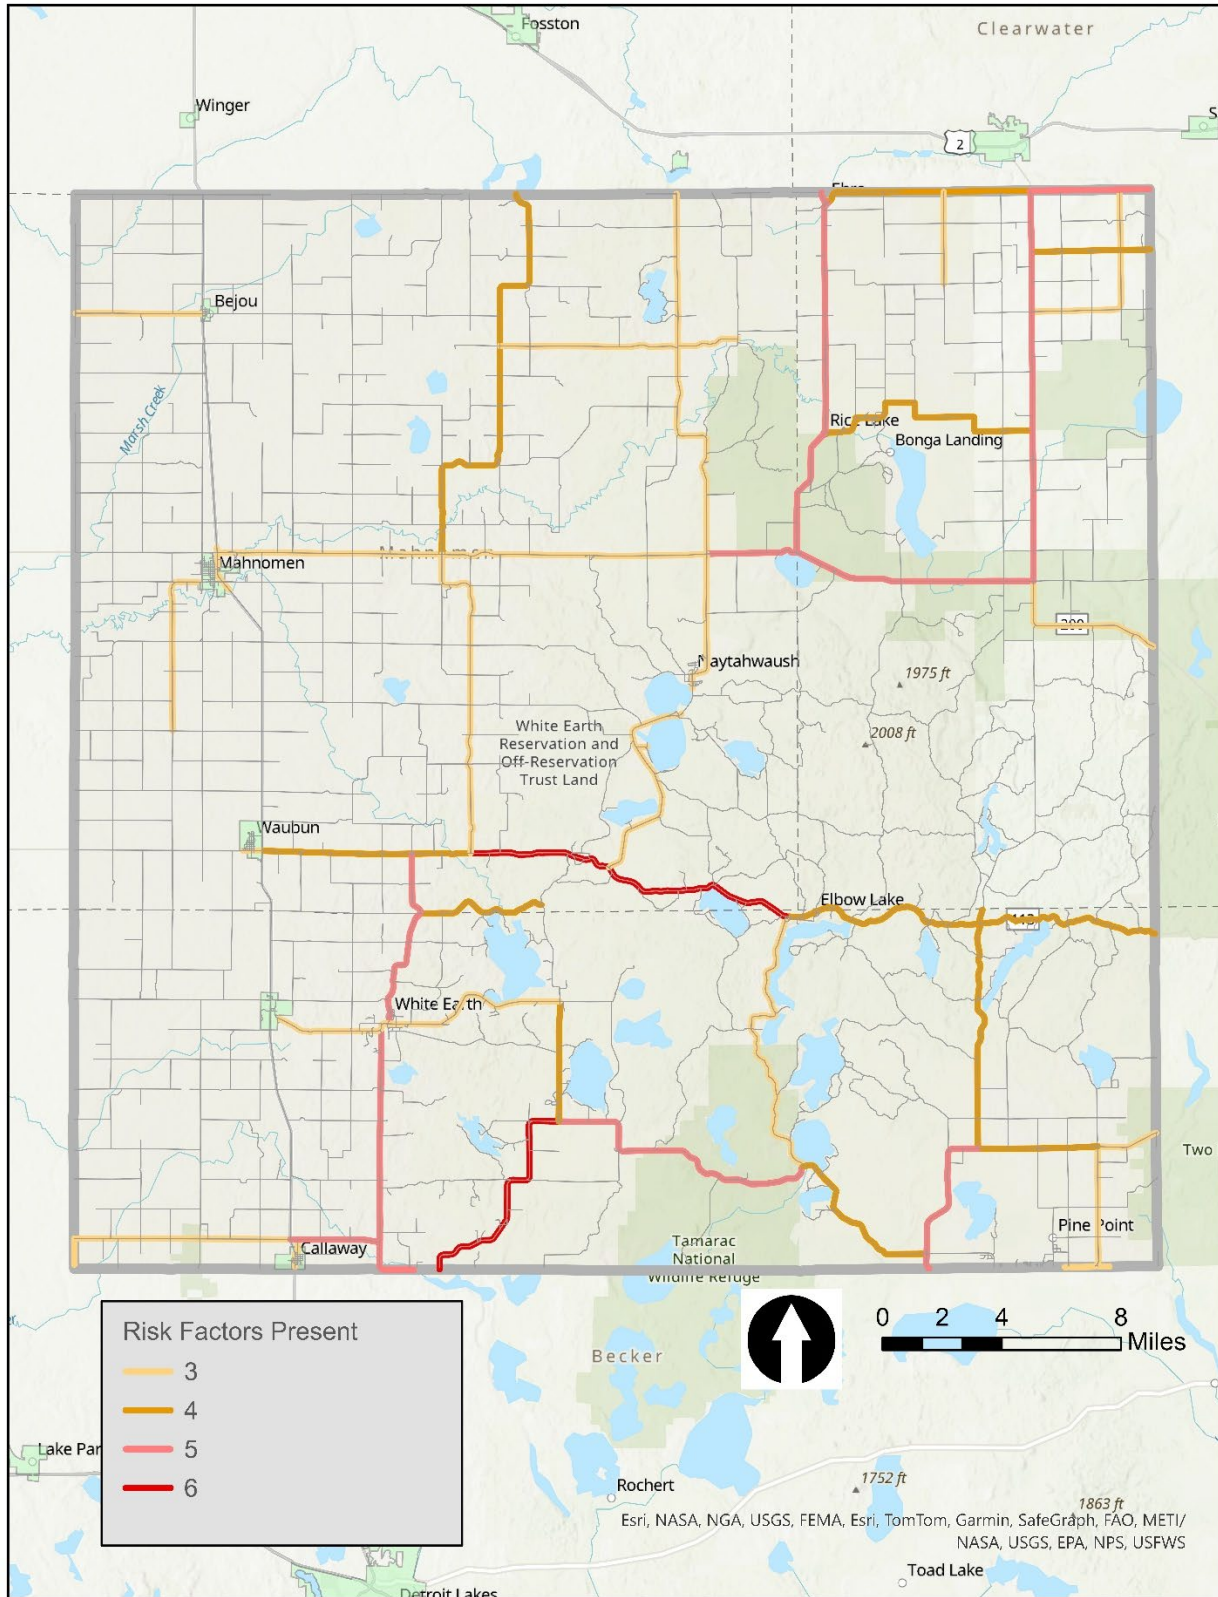 Fosston
Clearwater
Winger
S
2
Bejou
Marsh Creek
Rice Lake
Bonga Landing
Mahnomen
Mahnomen
200
Naytahwaush
1975 ft
White Earth
Reservation and
Off-Reservation
Trust Land
2008 ft
Waubun
Elbow Lake
113
White Earth
Two
Pine Point
Callaway
Tamarac
National
Wildlife Refuge
Risk Factors Present
3
4
5
6
0 2 4 8
Miles
Becker
Lake Par
Rochert
1752 ft
1863 ft
Esri, NASA, NGA, USGS, FEMA, Esri, TomTom, Garmin, SafeGraph, FAO, METI/
NASA, USGS, EPA, NPS, USFWS
Toad Lake
Detroit Lakes